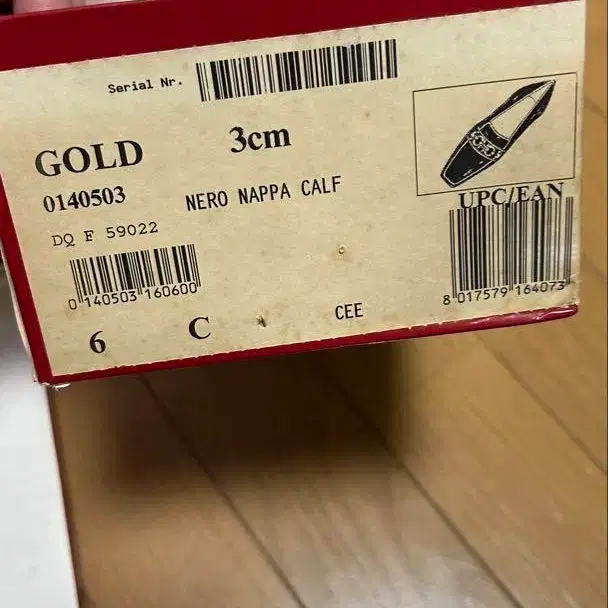 Serial Nr.
GOLD
3cm
0140503
NERO NAPPA CALF
UPC/EAN
DQ F 59022
0 140503 160600
8 017579 164073
6
C
CEE